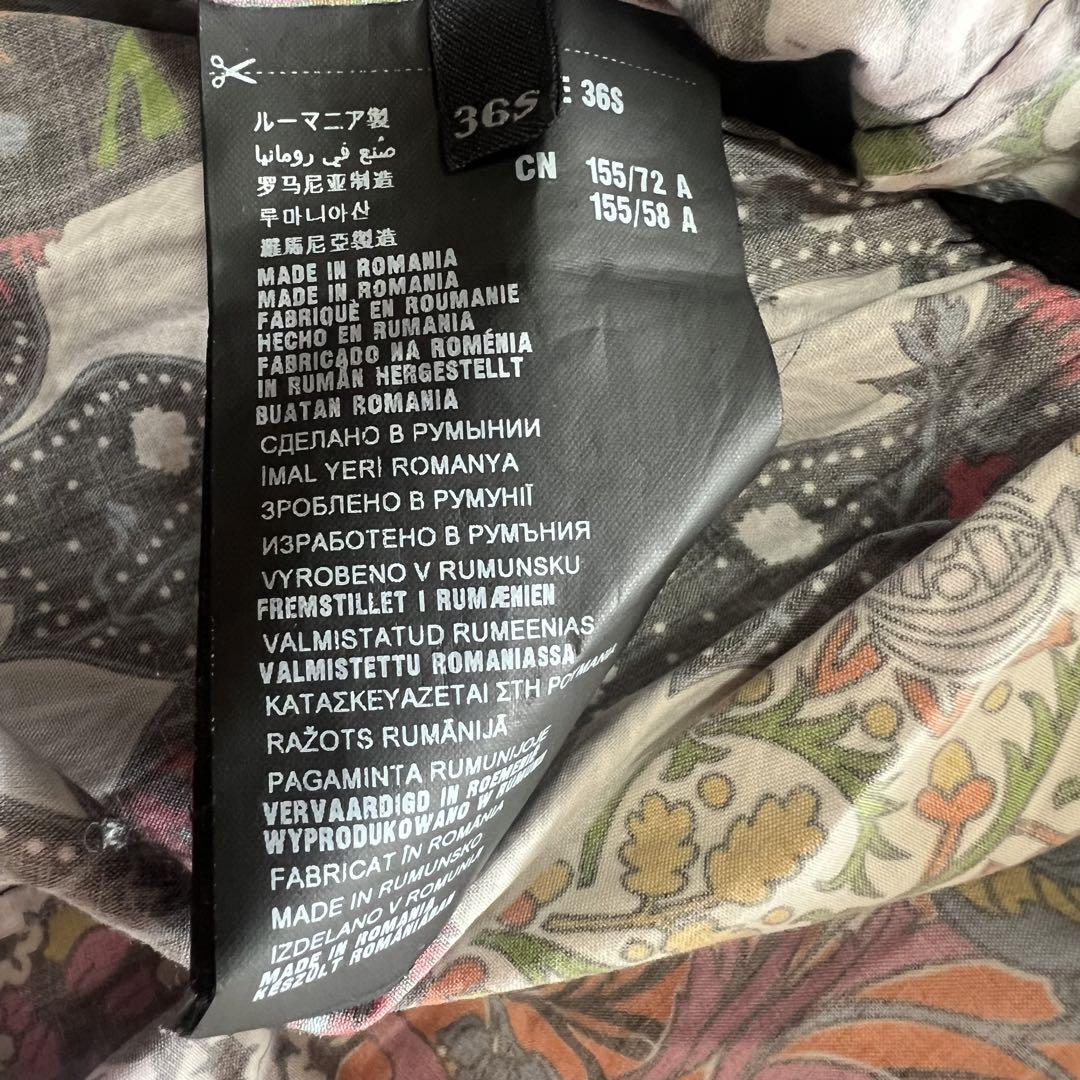 36S
E 36S
CN 155/72 A
155/58 A
ルーマニア製
صنع في رومانيا
罗马尼亚制造
루마니아산
羅馬尼亞製造
MADE IN ROMANIA
MADE IN ROMANIA
FABRIQUÉ EN ROUMANIE
HECHO EN RUMANIA
FABRICADO NA ROMÉNIA
IN RUMÄN HERGESTELLT
BUATAN ROMANIA
СДЕЛАНО В РУМЫНИИ
İMAL YERİ ROMANYA
ЗРОБЛЕНО В РУМУНІЇ
ИЗРАБОТЕНО В РУМЪНИЯ
VYROBENO V RUMUNSKU
FREMSTILLET I RUMÆNIEN
VALMISTATUD RUMEENIAS
VALMISTETTU ROMANIASSA
ΚΑΤΑΣΚΕΥΑΖΕΤΑΙ ΣΤΗ ΡΟΥΜΑΝΙΑ
RAŽOTS RUMĀNIJĀ
PAGAMINTA RUMUNIJOJE
VERVAARDIGD IN ROEMENIË
WYPRODUKOWANO W RUMUNII
FABRICAT ÎN ROMÂNIA
MADE IN RUMUNSKO
IZDELANO V ROMUNIJI
MADE IN ROMANIA
KÉSZÜLT ROMÁNIÁBAN